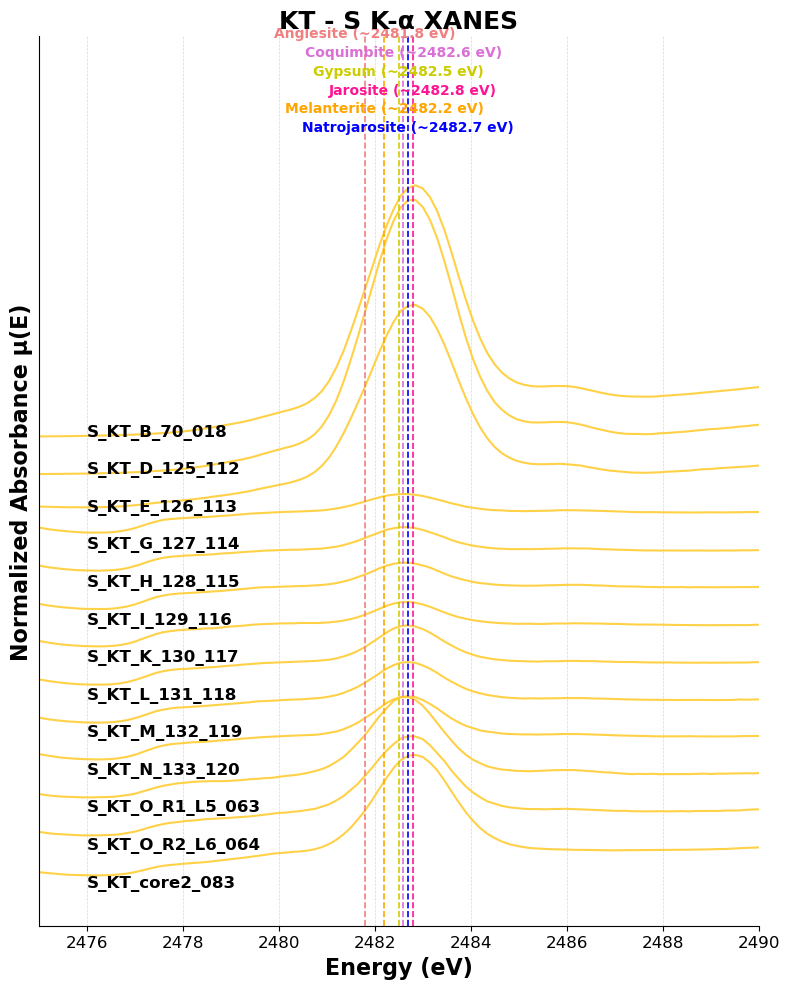 KT - S K-α XANES
Anglesite (~2481.8 eV)
Coquimbite (~2482.6 eV)
Gypsum (~2482.5 eV)
Jarosite (~2482.8 eV)
Melanterite (~2482.2 eV)
Natrojarosite (~2482.7 eV)
Normalized Absorbance μ(E)
S_KT_B_70_018
S_KT_D_125_112
S_KT_E_126_113
S_KT_G_127_114
S_KT_H_128_115
S_KT_I_129_116
S_KT_K_130_117
S_KT_L_131_118
S_KT_M_132_119
S_KT_N_133_120
S_KT_O_R1_L5_063
S_KT_O_R2_L6_064
S_KT_core2_083
2476 2478 2480 2482 2484 2486 2488 2490
Energy (eV)